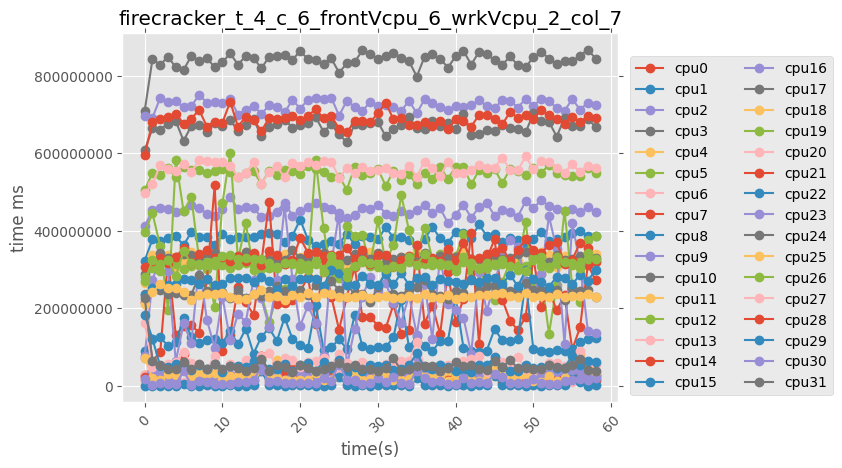 firecracker_t_4_c_6_frontVcpu_6_wrkVcpu_2_col_7
time ms
800000000
600000000
400000000
200000000
0
0
10
20
30
40
50
60
time(s)
cpu0
cpu1
cpu2
cpu3
cpu4
cpu5
cpu6
cpu7
cpu8
cpu9
cpu10
cpu11
cpu12
cpu13
cpu14
cpu15
cpu16
cpu17
cpu18
cpu19
cpu20
cpu21
cpu22
cpu23
cpu24
cpu25
cpu26
cpu27
cpu28
cpu29
cpu30
cpu31